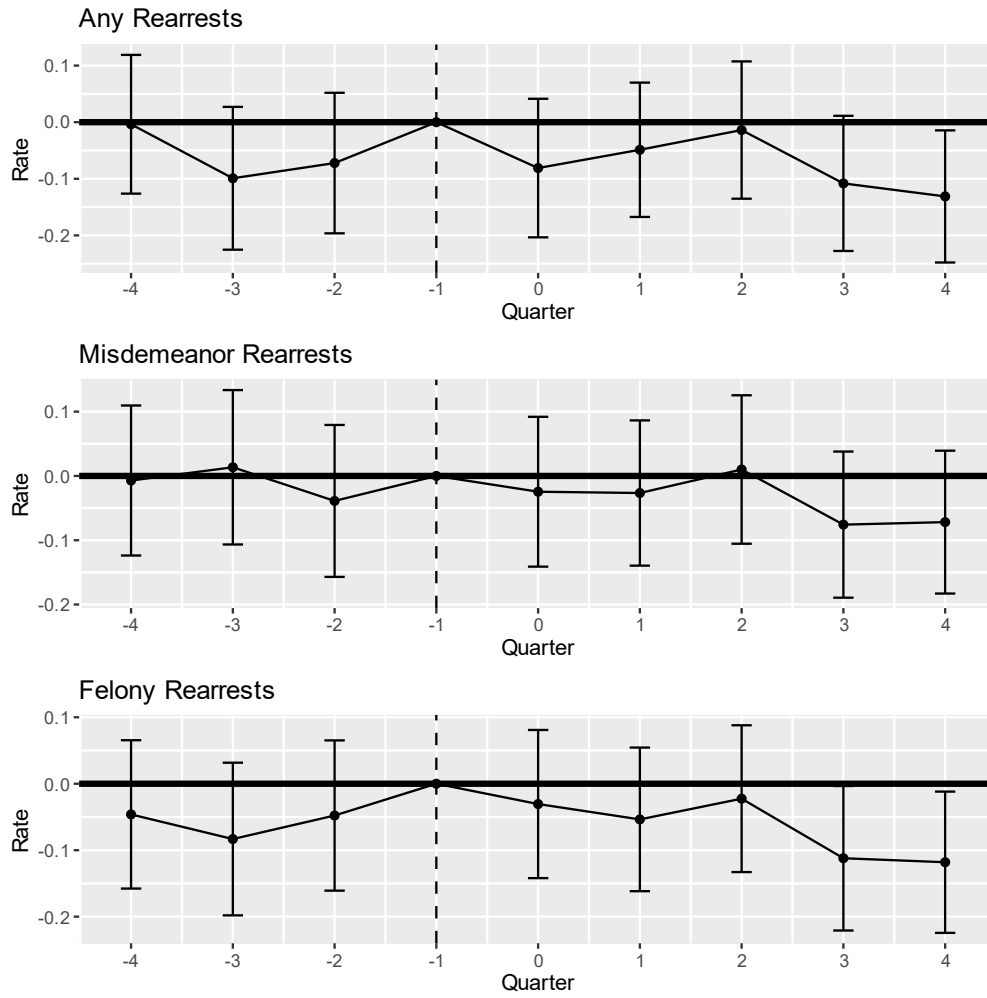 Any Rearrests
0.1
0.0
-0.1
-0.2
Rate
-4 -3 -2 -1 0 1 2 3 4
Quarter
Misdemeanor Rearrests
0.1
0.0
-0.1
-0.2
Rate
-4 -3 -2 -1 0 1 2 3 4
Quarter
Felony Rearrests
0.1
0.0
-0.1
-0.2
Rate
-4 -3 -2 -1 0 1 2 3 4
Quarter